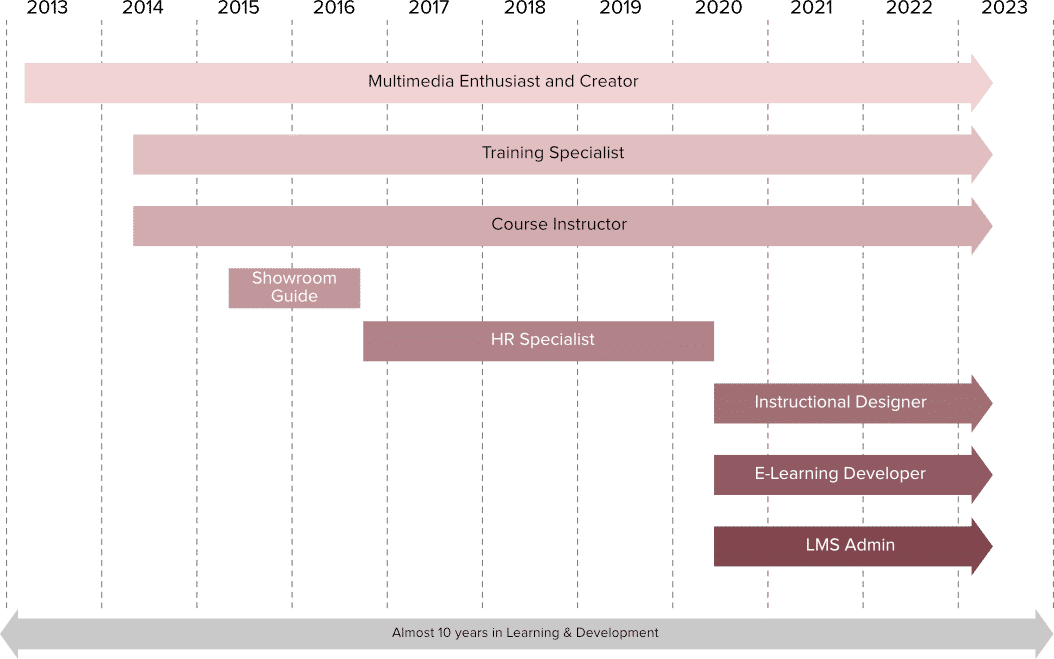 2013 2014 2015 2016 2017 2018 2019 2020 2021 2022 2023
Multimedia Enthusiast and Creator
Training Specialist
Course Instructor
Showroom
Guide
HR Specialist
Instructional Designer
E-Learning Developer
LMS Admin
Almost 10 years in Learning & Development